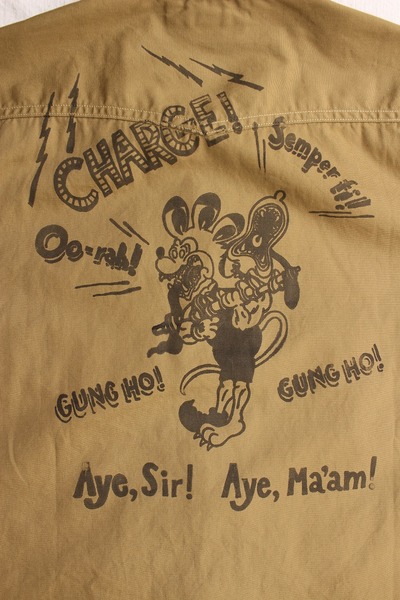 CHARGE!
Semper fi!
Oo-rah!
GUNG HO!
GUNG HO!
Aye, Sir! Aye, Ma'am!